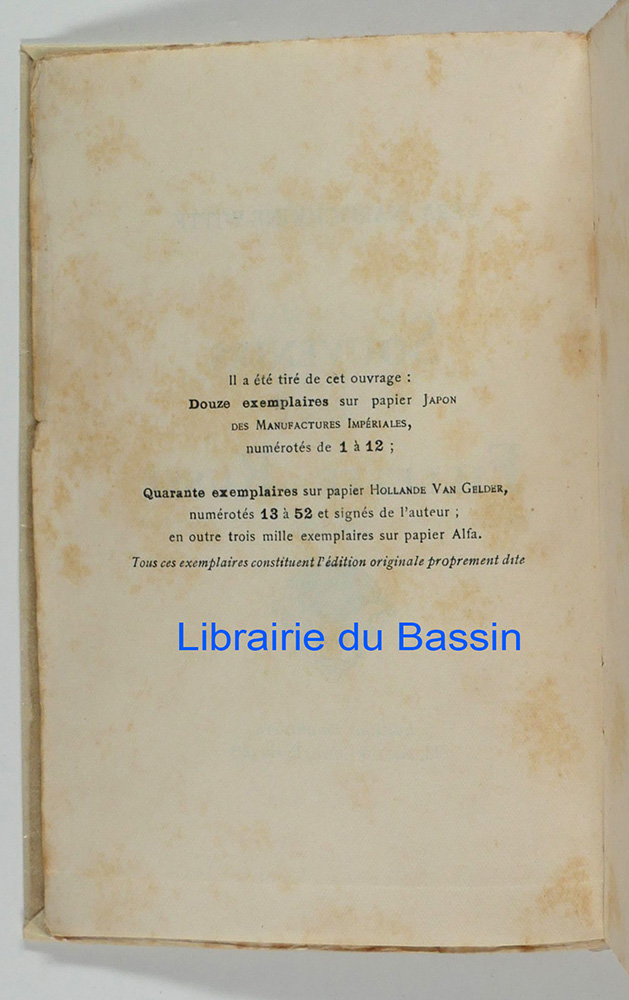 Il a été tiré de cet ouvrage :
Douze exemplaires sur papier JAPON
DES MANUFACTURES IMPÉRIALES,
numérotés de 1 à 12 ;
Quarante exemplaires sur papier HOLLANDE VAN GELDER,
numérotés 13 à 52 et signés de l'auteur ;
en outre trois mille exemplaires sur papier Alfa.
Tous ces exemplaires constituent l'édition originale proprement dite
Librairie du Bassin